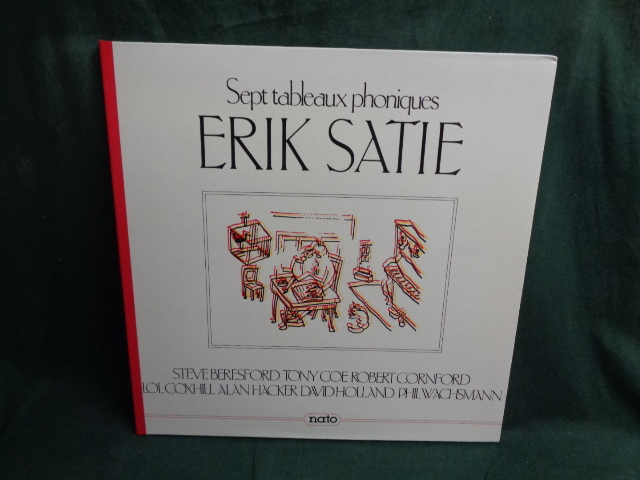 Sept tableaux phoniques
ERIK SATIE
STEVE BERESFORD TONY COE ROBERT CORNFORD
LOL COXHILL ALAN HACKER DAVID HOLLAND PHIL WACHSMANN
nato